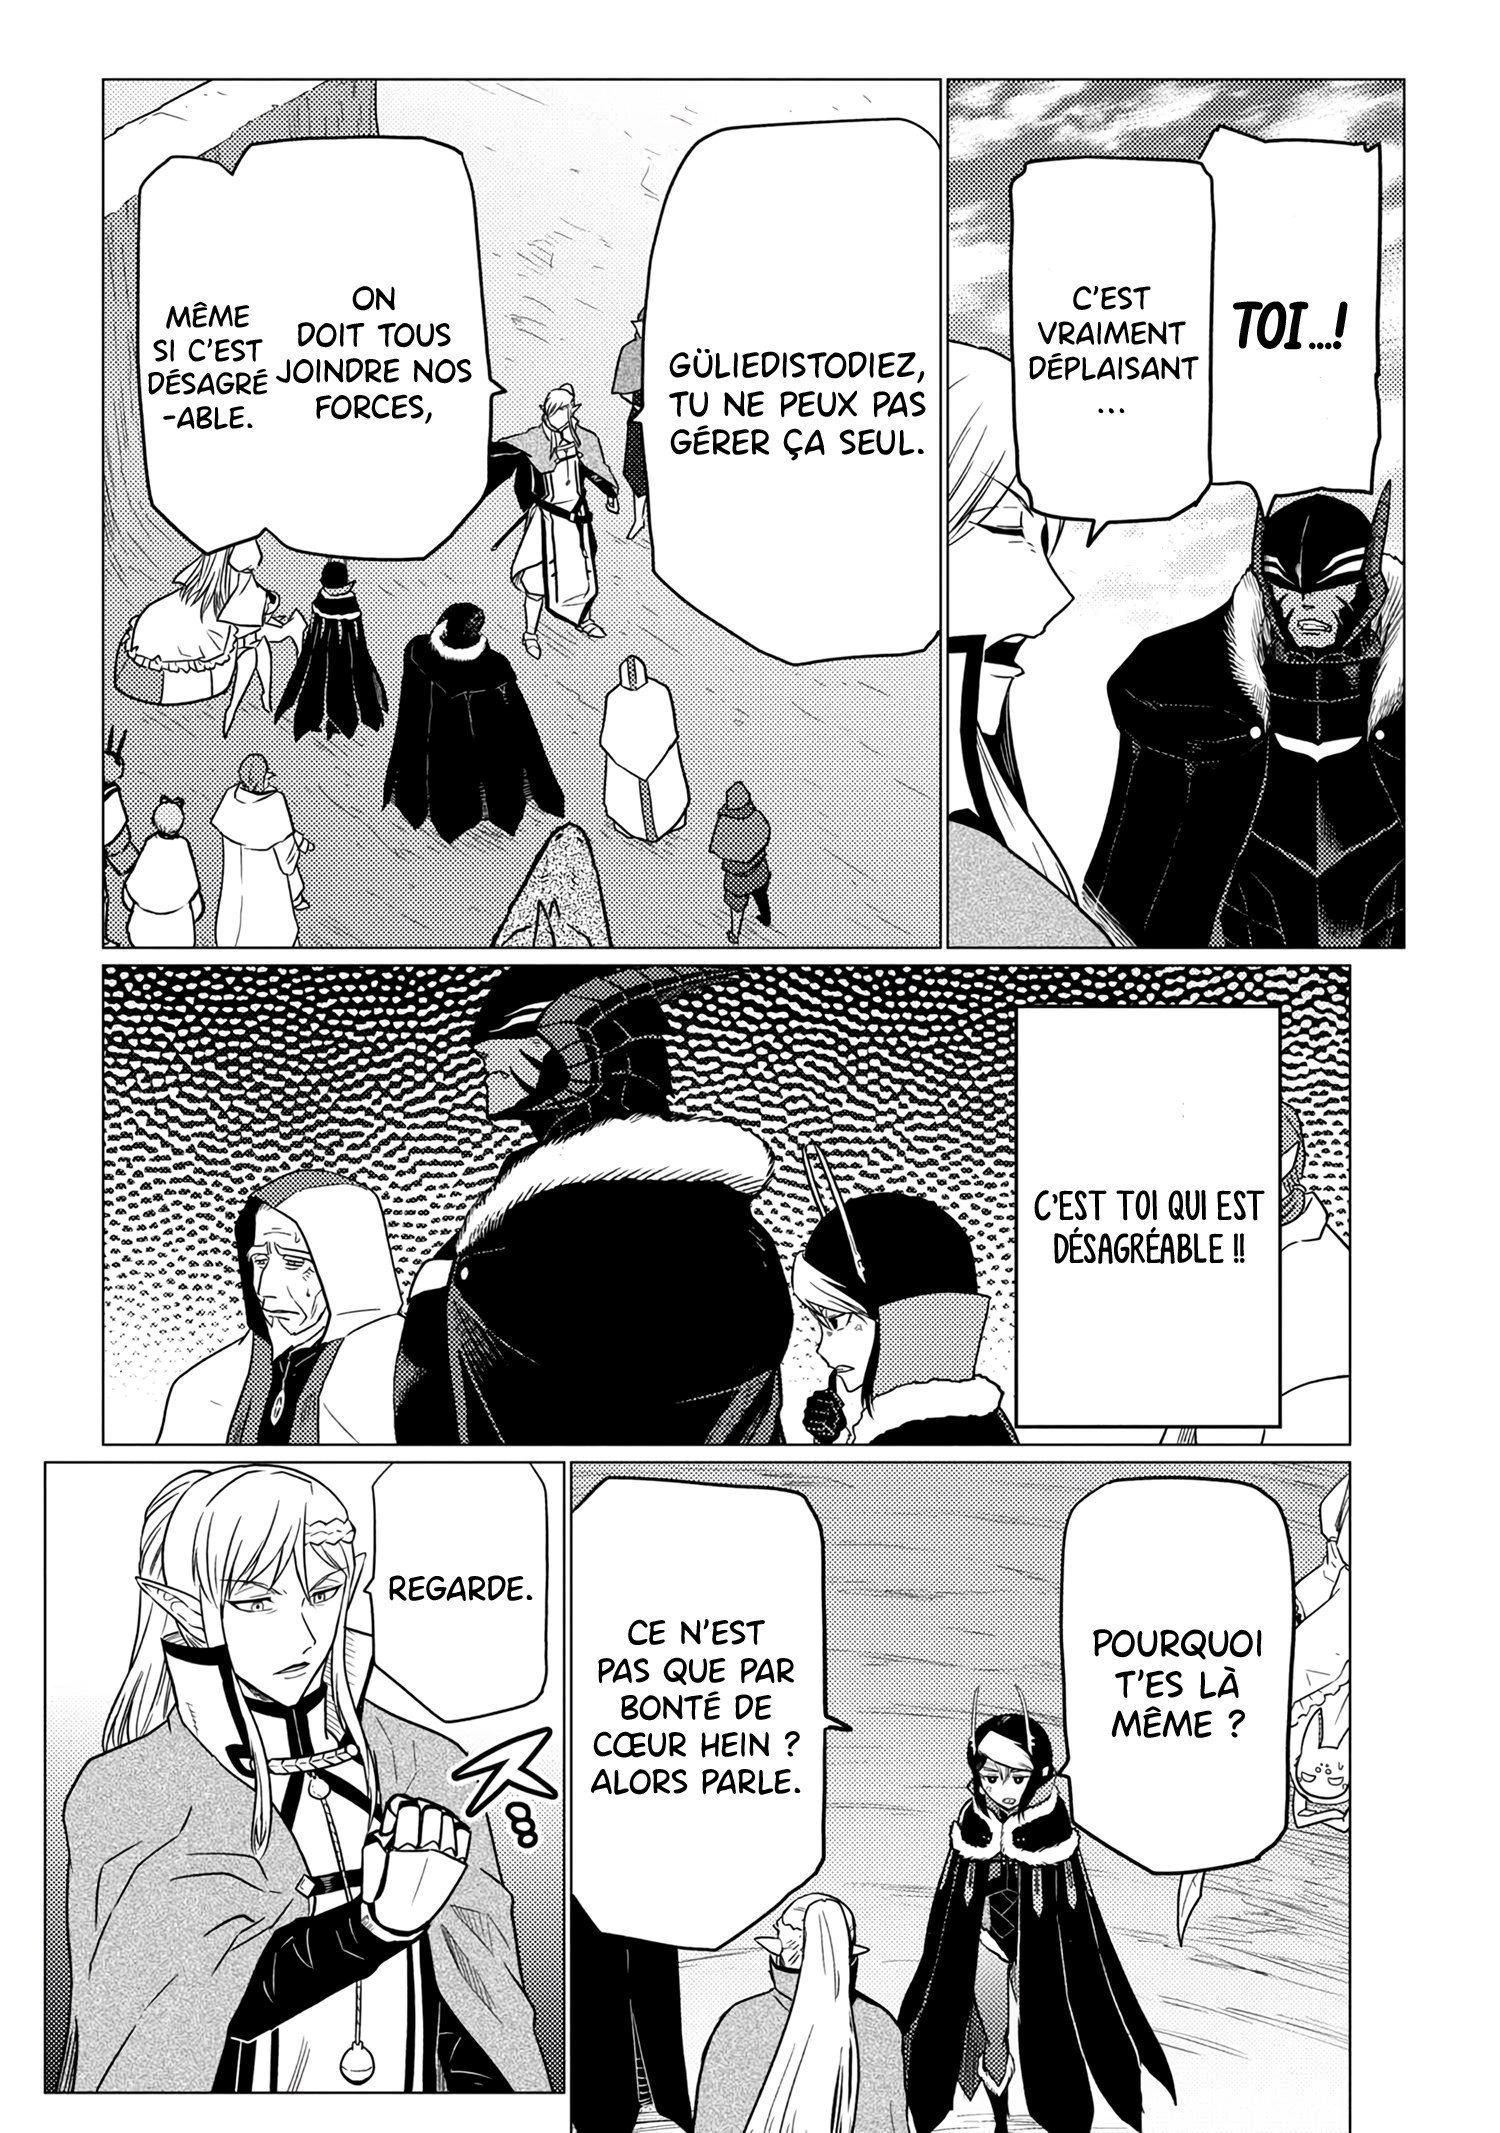 TOI...!
C'EST
VRAIMENT
DÉPLAISANT
...
GÜLIEDISTODIEZ,
TU NE PEUX PAS
GÉRER ÇA SEUL.
ON
DOIT TOUS
JOINDRE NOS
FORCES,
MÊME
SI C'EST
DÉSAGRÉ
-ABLE.
C'EST TOI QUI EST
DÉSAGRÉABLE !!
POURQUOI
T'ES LÀ
MÊME ?
CE N'EST
PAS QUE PAR
BONTÉ DE
CŒUR HEIN ?
ALORS PARLE.
REGARDE.
ス…